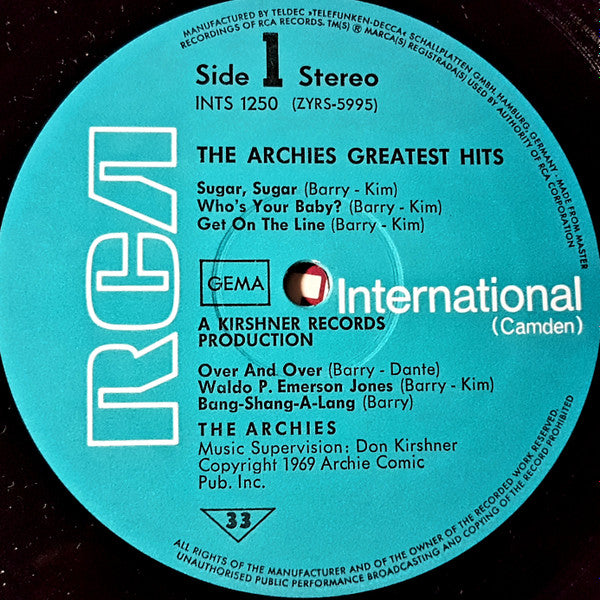 MANUFACTURED BY TELDEC »TELEFUNKEN-DECCA« SCHALLPLATTEN GMBH, HAMBURG, GERMANY - MADE FROM MASTER
RECORDINGS OF RCA RECORDS. TM(S) ® MARCA(S) REGISTRADA(S) USED BY AUTHORITY OF RCA CORPORATION
Side 1 Stereo
INTS 1250 (ZYRS-5995)
RCA
THE ARCHIES GREATEST HITS
Sugar, Sugar (Barry - Kim)
Who's Your Baby? (Barry - Kim)
Get On The Line (Barry - Kim)
GEMA
International
(Camden)
A KIRSHNER RECORDS
PRODUCTION
Over And Over (Barry - Dante)
Waldo P. Emerson Jones (Barry - Kim)
Bang-Shang-A-Lang (Barry)
THE ARCHIES
Music Supervision: Don Kirshner
Copyright 1969 Archie Comic
Pub. Inc.
33
ALL RIGHTS OF THE MANUFACTURER AND OF THE OWNER OF THE RECORDED WORK RESERVED.
UNAUTHORISED PUBLIC PERFORMANCE BROADCASTING AND COPYING OF THE RECORD PROHIBITED